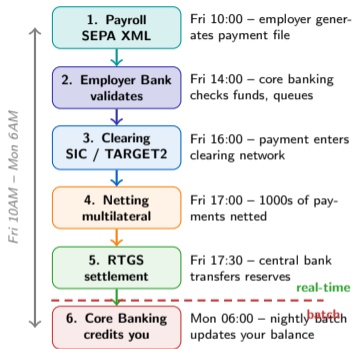 1. Payroll
SEPA XML
Fri 10:00 – employer gener-
ates payment file
2. Employer Bank
validates
Fri 14:00 – core banking
checks funds, queues
3. Clearing
SIC / TARGET2
Fri 16:00 – payment enters
clearing network
4. Netting
multilateral
Fri 17:00 – 1000s of pay-
ments netted
5. RTGS
settlement
Fri 17:30 – central bank
transfers reserves
real-time
batch
6. Core Banking
credits you
Mon 06:00 – nightly batch
updates your balance
Fri 10AM – Mon 6AM